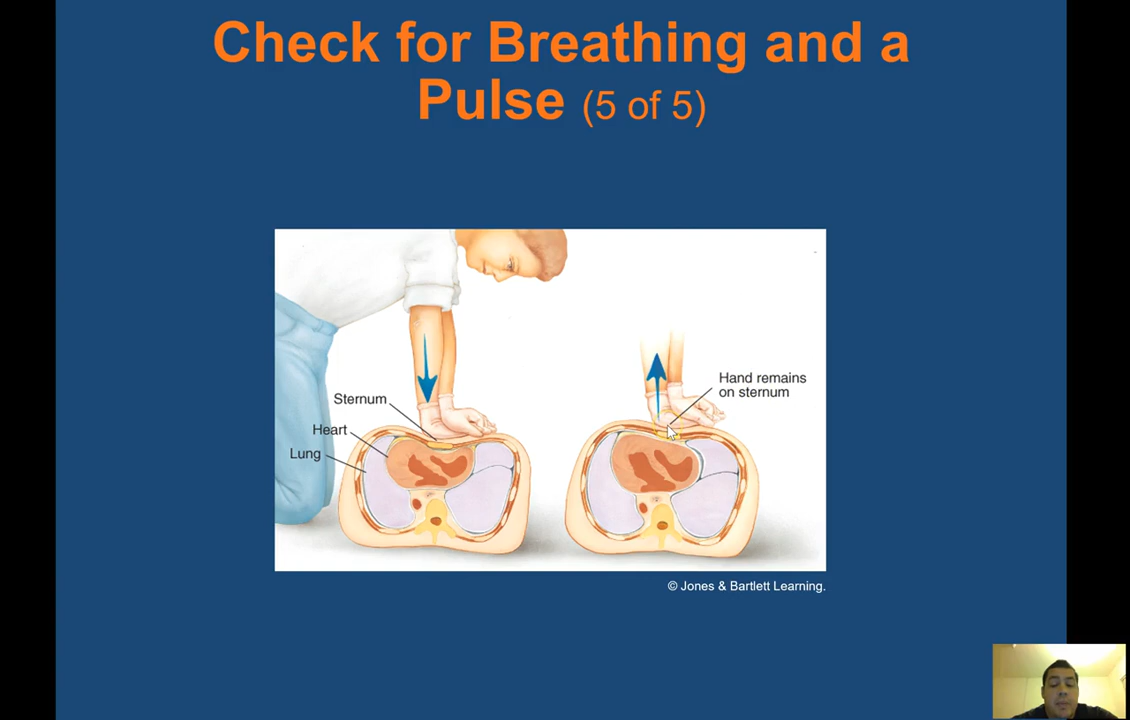 Check for Breathing and a
Pulse (5 of 5)
Sternum
Heart
Lung
Hand remains
on sternum
© Jones & Bartlett Learning.